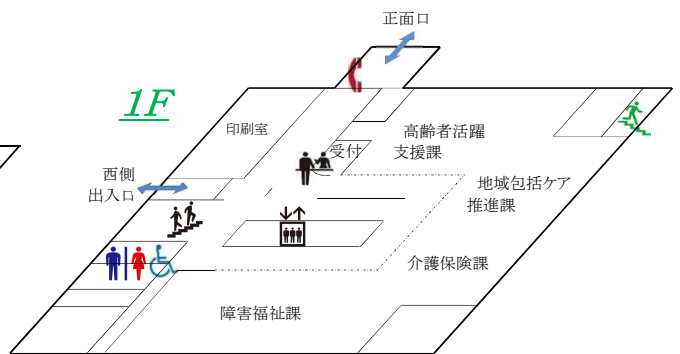 正面口
1F
印刷室
受付
高齢者活躍
支援課
西側
出入口
地域包括ケア
推進課
介護保険課
障害福祉課